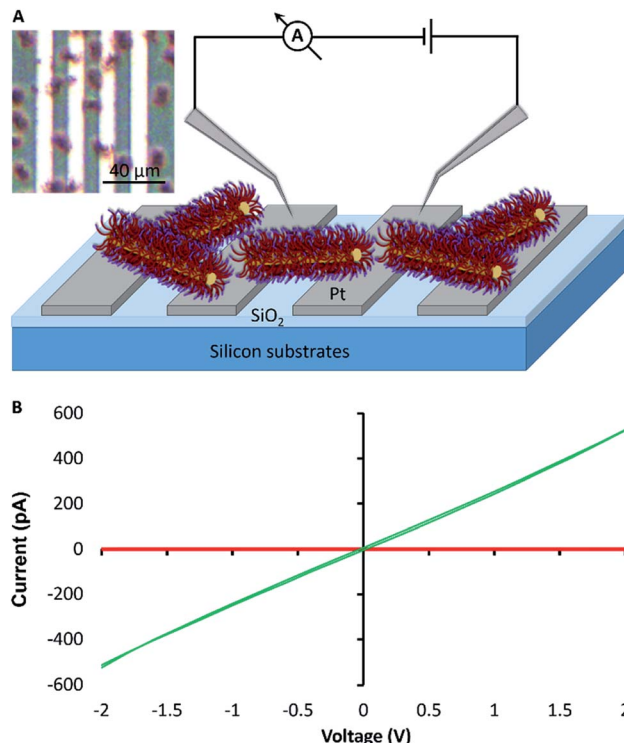 A
A
40 µm
Pt
SiO₂
Silicon substrates
B
600
400
200
0
-200
-400
-600
Current (pA)
-2 -1.5 -1 -0.5 0 0.5 1 1.5 2
Voltage (V)